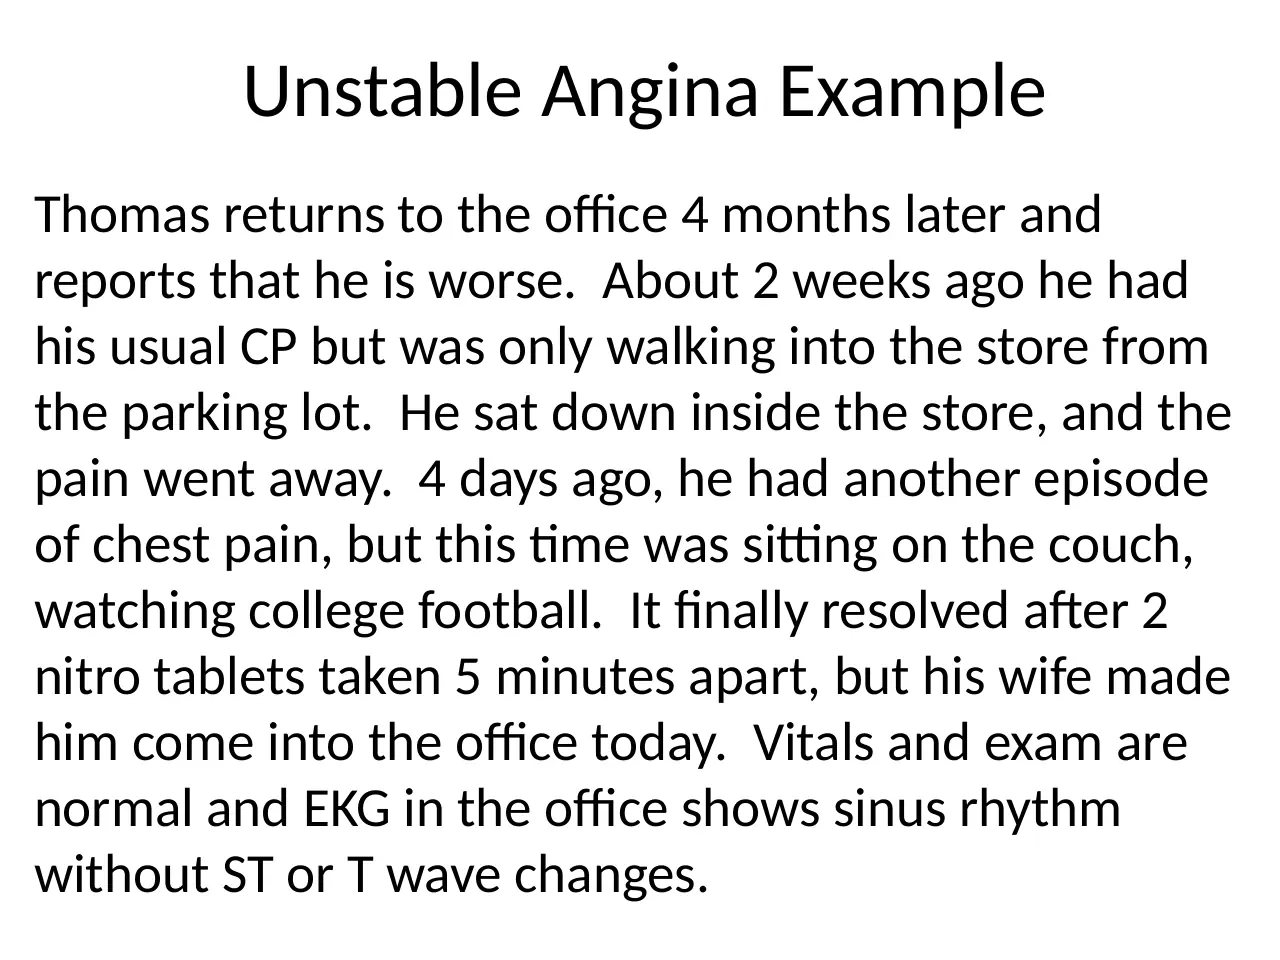 Unstable Angina Example
Thomas returns to the office 4 months later and
reports that he is worse.  About 2 weeks ago he had
his usual CP but was only walking into the store from
the parking lot.  He sat down inside the store, and the
pain went away.  4 days ago, he had another episode
of chest pain, but this time was sitting on the couch,
watching college football.  It finally resolved after 2
nitro tablets taken 5 minutes apart, but his wife made
him come into the office today.  Vitals and exam are
normal and EKG in the office shows sinus rhythm
without ST or T wave changes.